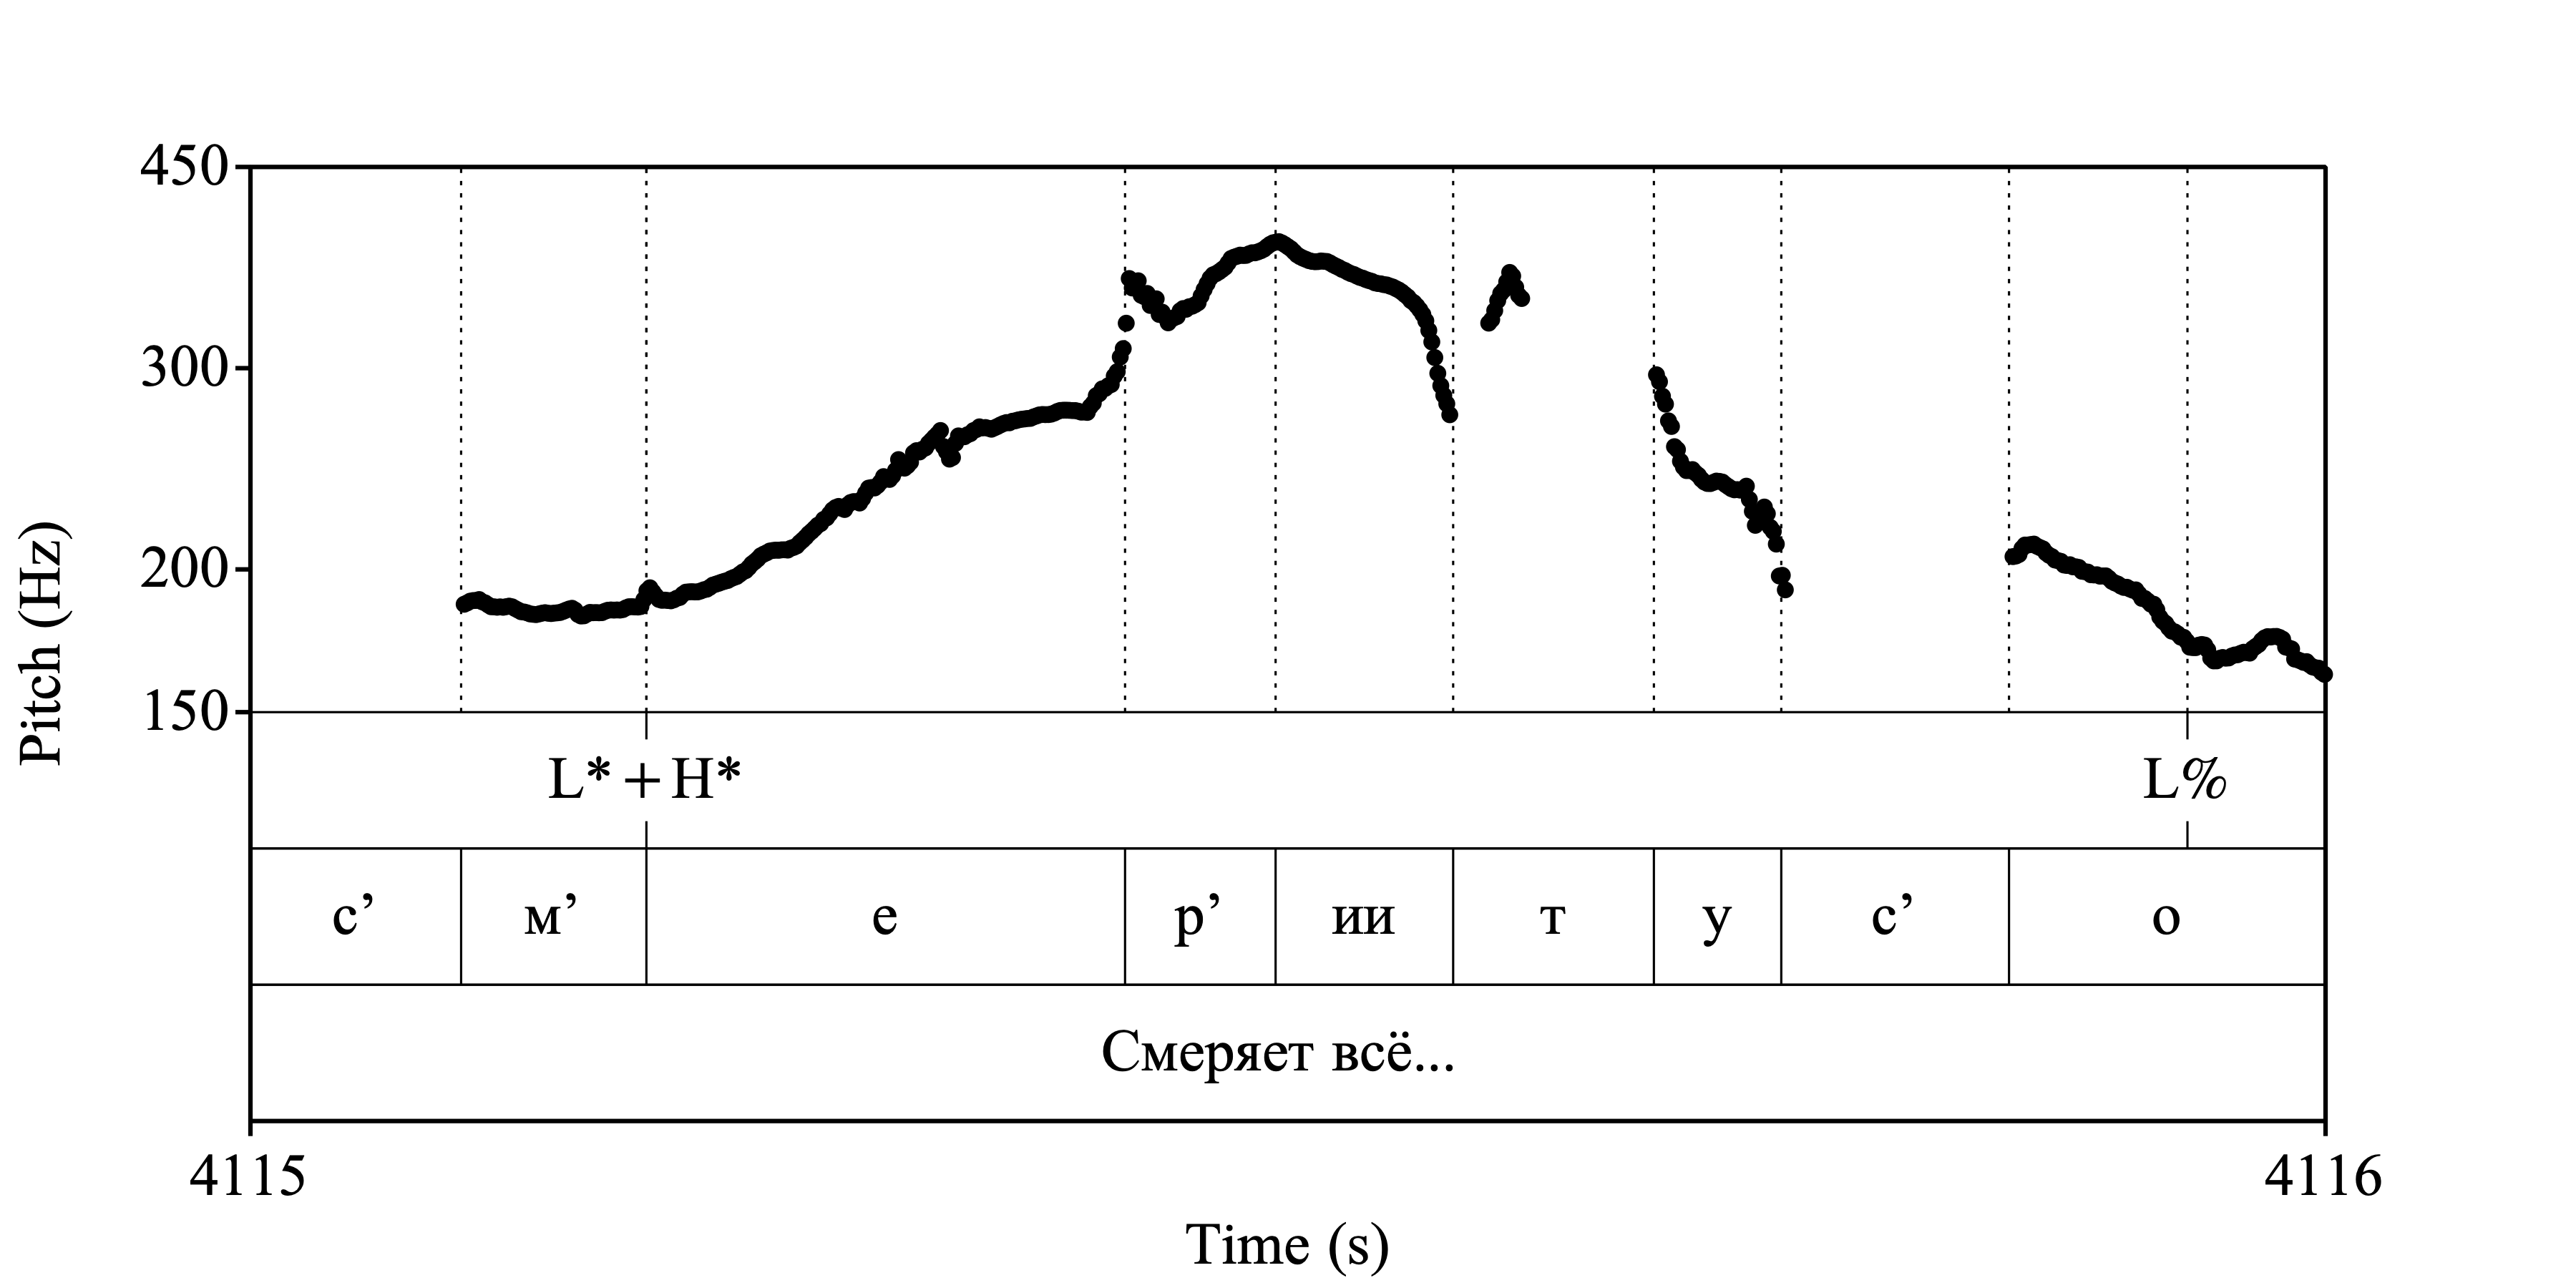 450
300
200
150
Pitch (Hz)
L* + H* L%
с’ м’ е р’ ии т у с’ о
Смеряет всё...
4115 4116
Time (s)